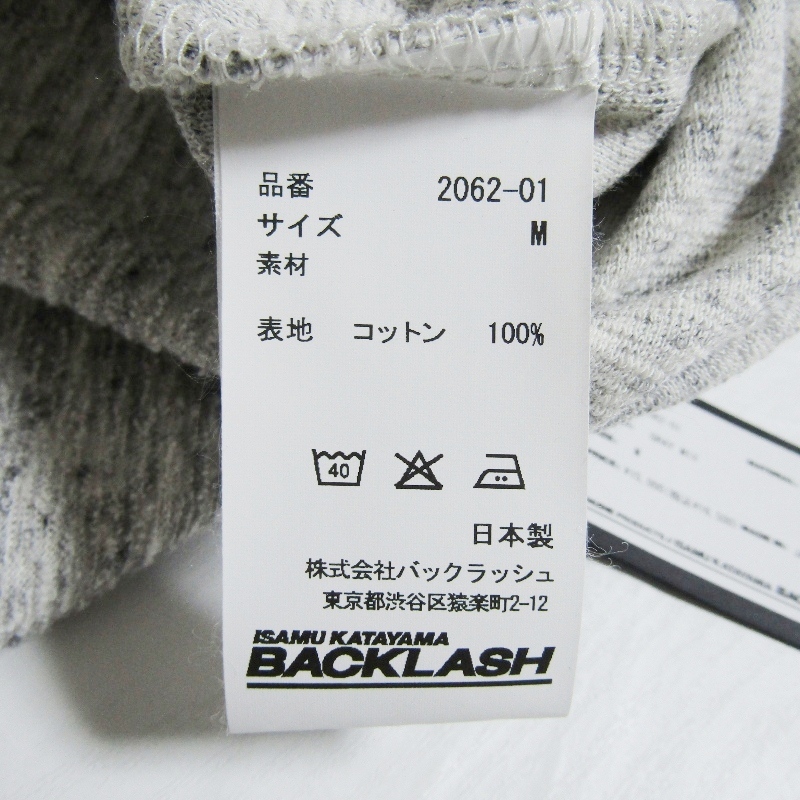 品番 2062-01
サイズ M
素材
表地 コットン 100%
40
日本製
株式会社バックラッシュ
東京都渋谷区猿楽町2-12
ISAMU KATAYAMA
BACKLASH